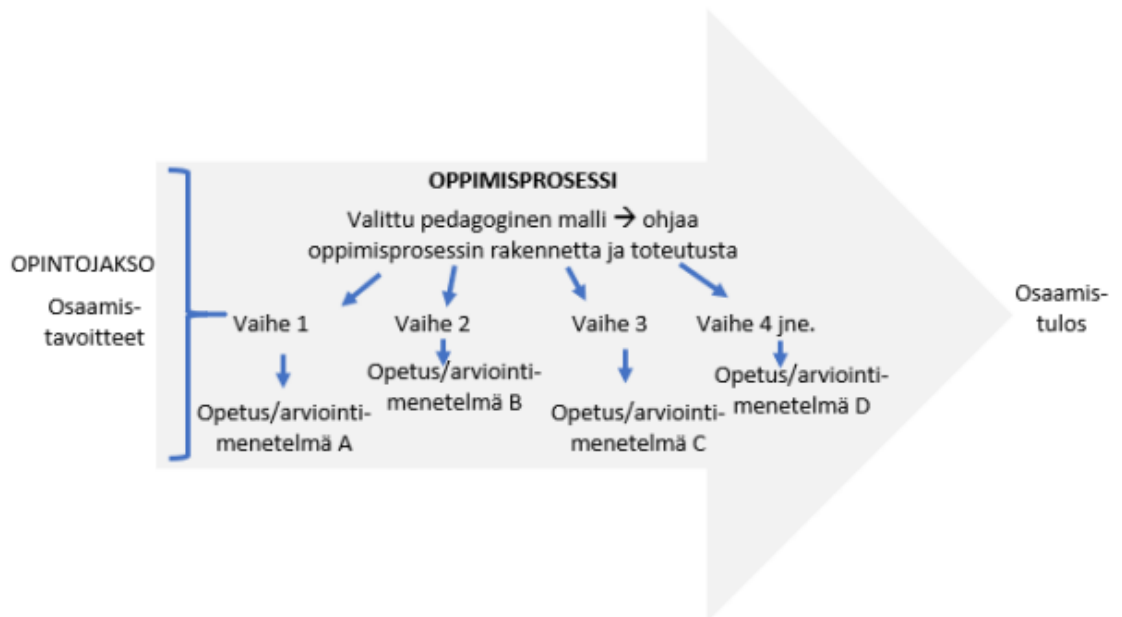 OPPIMISPROSESSI
Valittu pedagoginen malli → ohjaa
oppimisprosessin rakennetta ja toteutusta
OPINTOJAKSO
Osaamis-
tavoitteet
Vaihe 1
Vaihe 2
Vaihe 3
Vaihe 4 jne.
Opetus/arviointi-
menetelmä A
Opetus/arviointi-
menetelmä B
Opetus/arviointi-
menetelmä C
Opetus/arviointi-
menetelmä D
Osaamis-
tulos